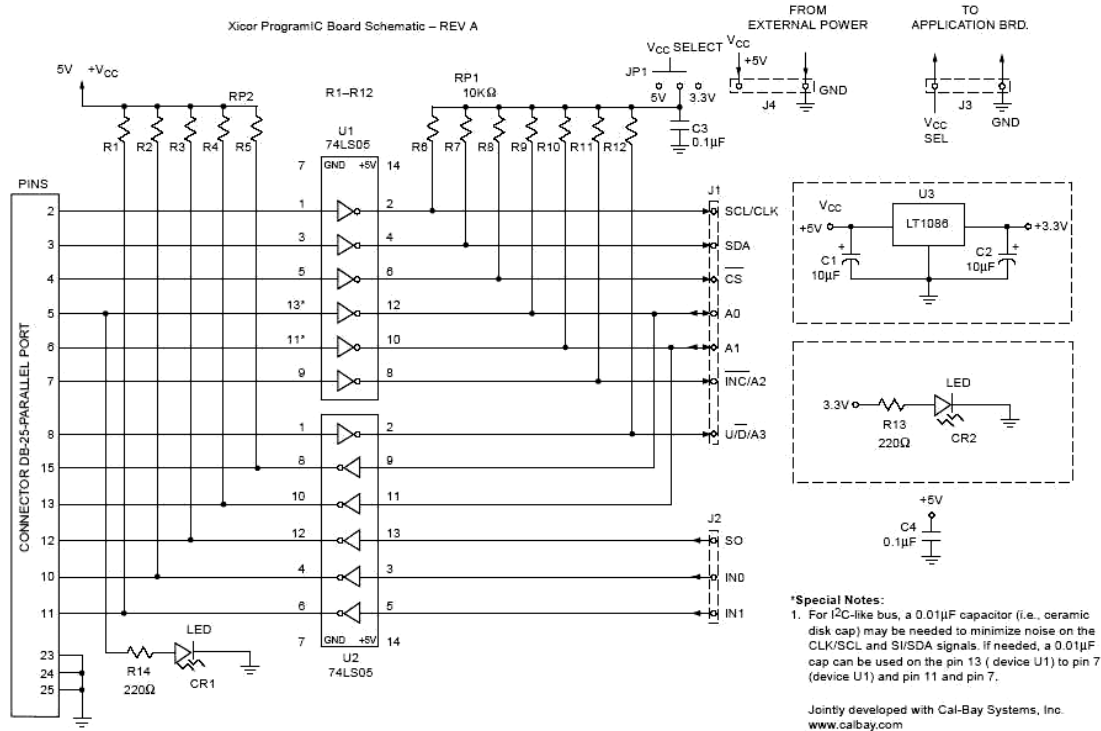 Xicor ProgramIC Board Schematic – REV A
FROM
EXTERNAL POWER
TO
APPLICATION BRD.
5V +VCC
RP2
R1–R12
RP1
10KΩ
VCC SELECT
JP1
5V 3.3V
VCC
+5V
GND
J4
J3
VCC
SEL
GND
C3
0.1µF
R1 R2 R3 R4 R5
U1
74LS05
R6 R7 R8 R9 R10 R11 R12
7 GND +5V 14
PINS
CONNECTOR DB-25-PARALLEL PORT
J1
2 1 2 SCL/CLK
3 3 4 SDA
4 5 6 CS
5 13* 12 A0
6 11* 10 A1
7 9 8 INC/A2
8 1 2 U/D/A3
15 8 9
13 10 11
J2
12 12 13 SO
10 4 3 IN0
11 6 5 IN1
7 GND +5V 14
U2
74LS05
LED
R14
220Ω
CR1
23
24
25
U3
VCC
+5V
LT1086
+3.3V
+
C1
10µF
C2
+
10µF
LED
3.3V
R13
220Ω
CR2
+5V
C4
0.1µF
*Special Notes:
1. For I2C-like bus, a 0.01µF capacitor (i.e., ceramic
disk cap) may be needed to minimize noise on the
CLK/SCL and SI/SDA signals. If needed, a 0.01µF
cap can be used on the pin 13 ( device U1) to pin 7
(device U1) and pin 11 and pin 7.
Jointly developed with Cal-Bay Systems, Inc.
www.calbay.com